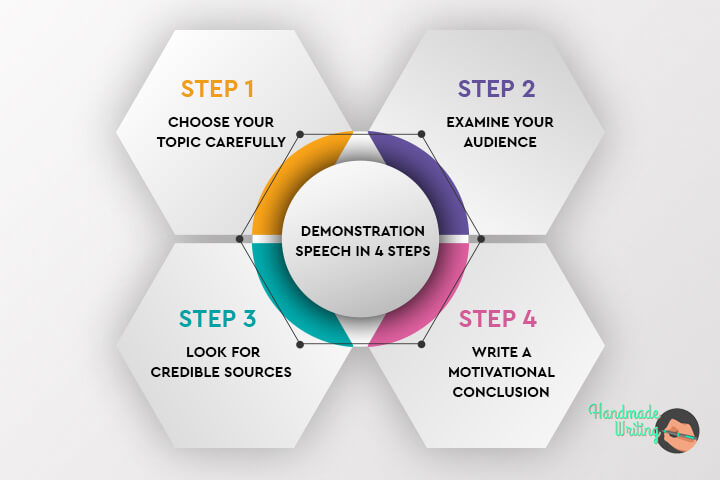 STEP 1
CHOOSE YOUR
TOPIC CAREFULLY
STEP 2
EXAMINE YOUR
AUDIENCE
DEMONSTRATION
SPEECH IN 4 STEPS
STEP 3
LOOK FOR
CREDIBLE SOURCES
STEP 4
WRITE A
MOTIVATIONAL
CONCLUSION
Handmade
Writing